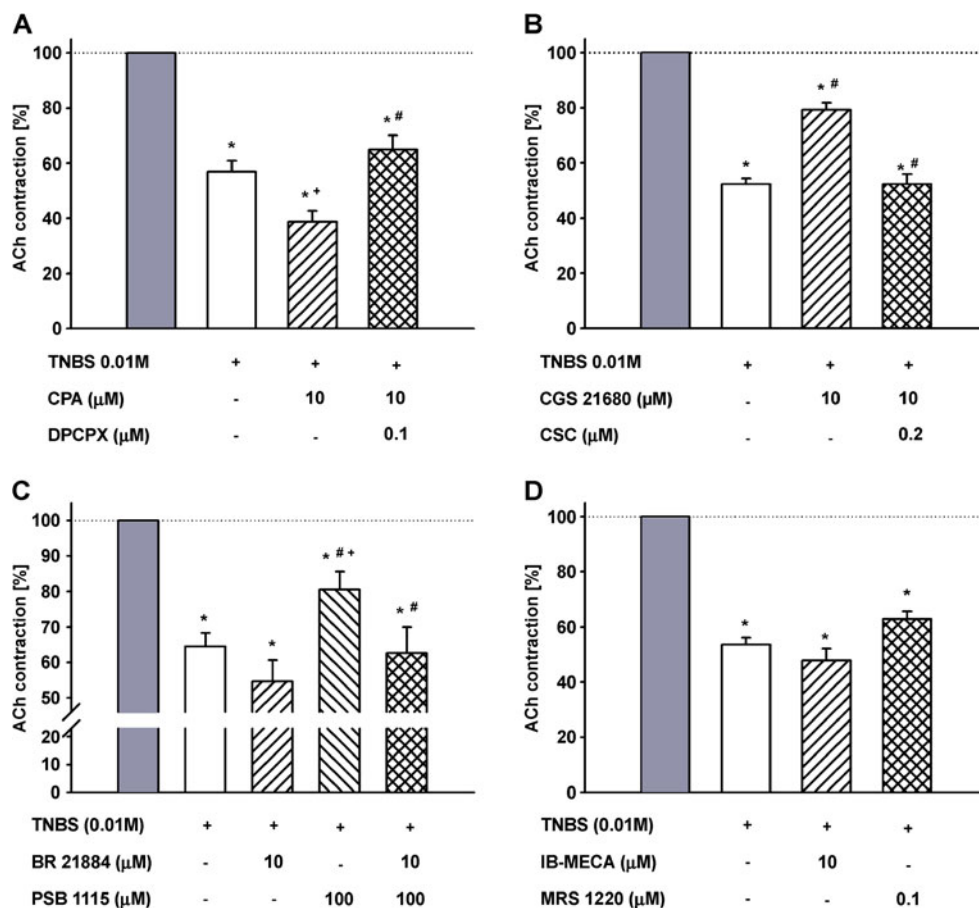 A
B
ACh contraction [%]
100
80
60
40
20
0
*
* +
* #
TNBS 0.01M + + +
CPA (μM) - 10 10
DPCPX (μM) - - 0.1
ACh contraction [%]
100
80
60
40
20
0
*
* #
* #
TNBS 0.01M + + +
CGS 21680 (μM) - 10 10
CSC (μM) - - 0.2
C
D
ACh contraction [%]
100
90
80
70
60
50
20
0
*
*
* # +
* #
TNBS (0.01M) + + + +
BR 21884 (μM) - 10 - 10
PSB 1115 (μM) - - 100 100
ACh contraction [%]
100
80
60
40
20
0
*
*
*
TNBS (0.01M) + + +
IB-MECA (μM) - 10 -
MRS 1220 (μM) - - 0.1